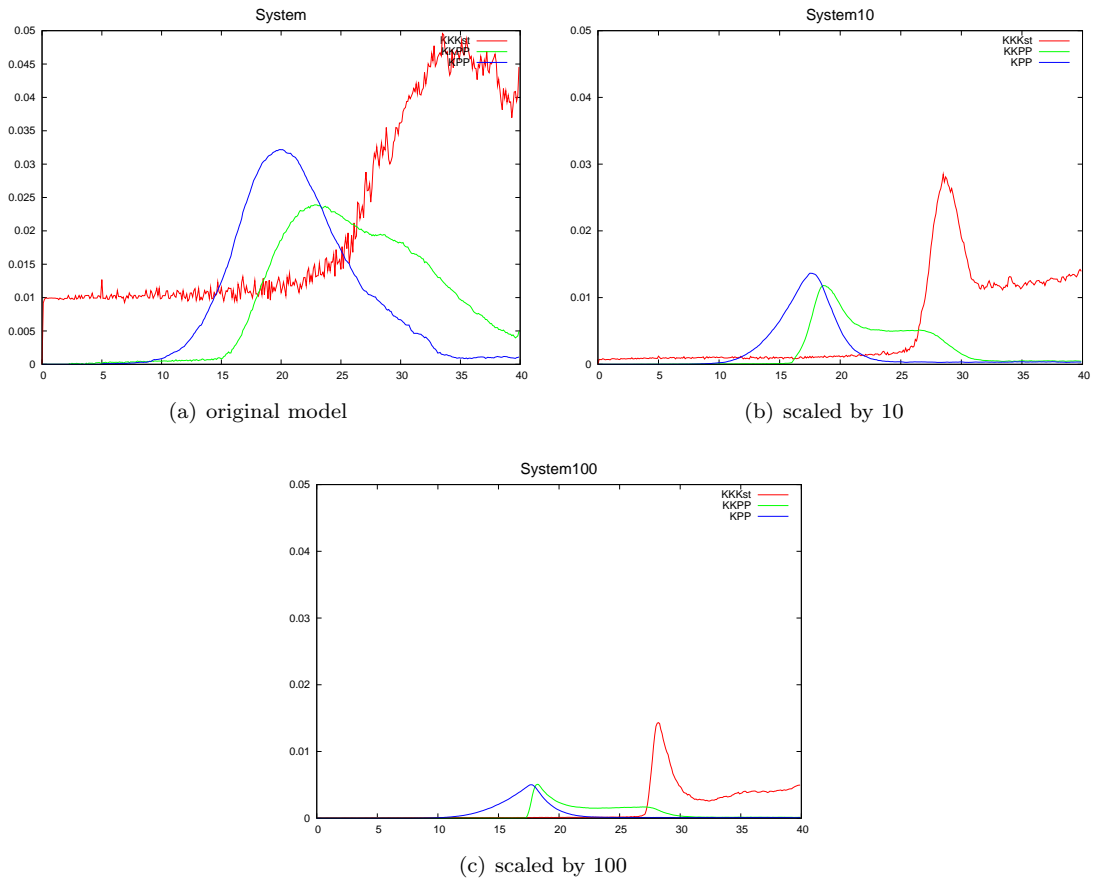 System
0.05
0.045
0.04
0.035
0.03
0.025
0.02
0.015
0.01
0.005
0
0 5 10 15 20 25 30 35 40
KKKst
KKPP
KPP
(a) original model
System10
0.05
0.04
0.03
0.02
0.01
0
0 5 10 15 20 25 30 35 40
KKKst
KKPP
KPP
(b) scaled by 10
System100
0.05
0.04
0.03
0.02
0.01
0
0 5 10 15 20 25 30 35 40
KKKst
KKPP
KPP
(c) scaled by 100